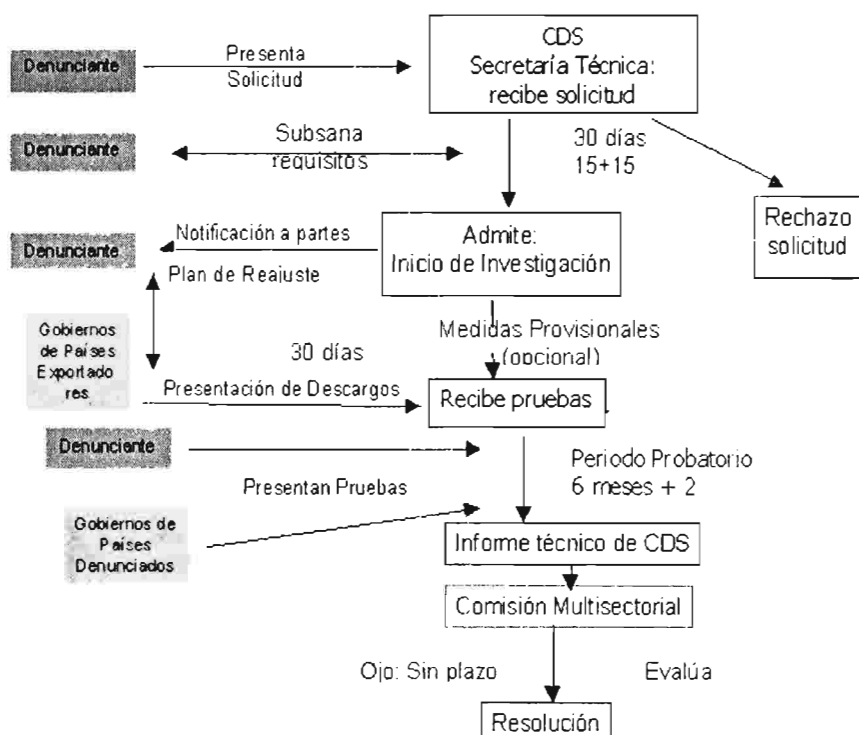 CDS
Secretaría Técnica:
recibe solicitud
Denunciante
Presenta
Solicitud
Denunciante
Subsana
requisitos
30 días
15+15
Rechazo
solicitud
Denunciante
Notificación a partes
Plan de Reajuste
Admite:
Inicio de Investigación
Gobiernos
de Países
Exportado
res
30 días
Medidas Provisionales
(opcional)
Presentación de Descargos
Recibe pruebas
Denunciante
Presentan Pruebas
Periodo Probatorio
6 meses + 2
Gobiernos de
Países
Denunciados
Informe técnico de CDS
Comisión Multisectorial
Ojo: Sin plazo
Evalúa
Resolución